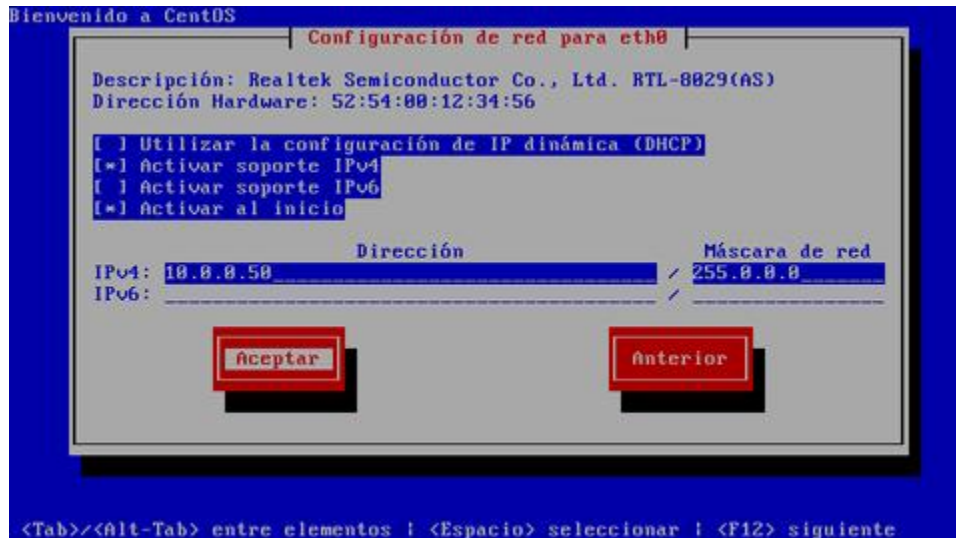 Bienvenido a CentOS
Configuración de red para eth0
Descripción: Realtek Semiconductor Co., Ltd. RTL-8029(AS)
Dirección Hardware: 52:54:00:12:34:56
[ ] Utilizar la configuración de IP dinámica (DHCP)
[*] Activar soporte IPv4
[ ] Activar soporte IPv6
[*] Activar al inicio
Dirección Máscara de red
IPv4: 10.0.0.50 / 255.0.0.0
IPv6: /
Aceptar Anterior
<Tab>/<Alt-Tab> entre elementos | <Espacio> seleccionar | <F12> siguiente